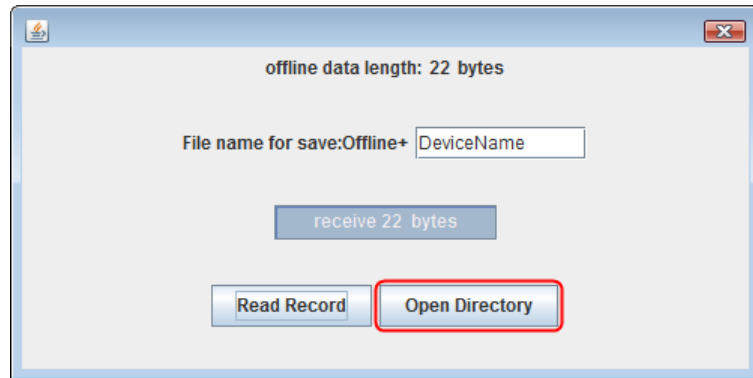 offline data length: 22 bytes
File name for save:Offline+ DeviceName
receive 22 bytes
Read Record Open Directory